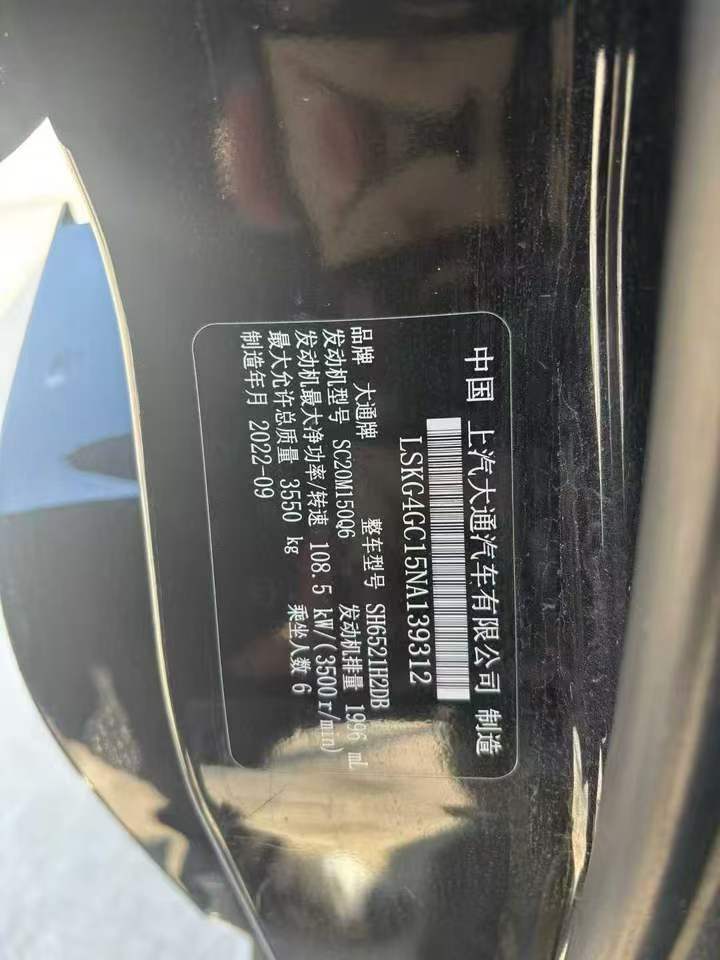 中国 上汽大通汽车有限公司 制造
LSKG4GC15NA139312
品牌 大通牌 整车型号 SH6521H2DB
发动机型号 SC20M150Q6 发动机排量 1996 mL
发动机最大净功率/转速 108.5 kW/(3500r/min)
最大允许总质量 3550 kg 乘坐人数 6
制造年月 2022-09